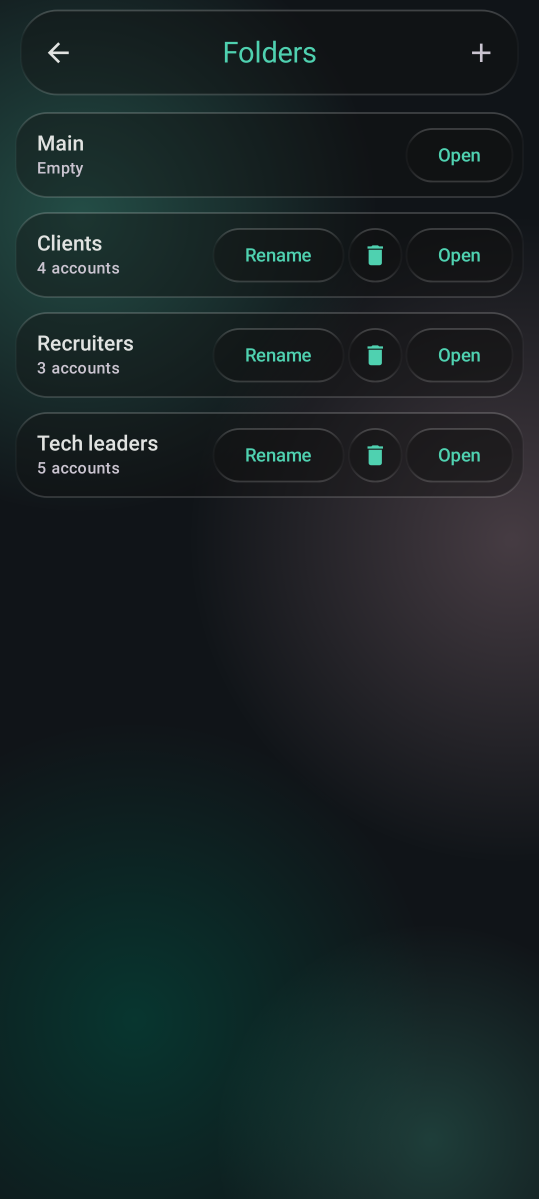 Folders
Main
Empty
Open
Clients
4 accounts
Rename
Open
Recruiters
3 accounts
Rename
Open
Tech leaders
5 accounts
Rename
Open